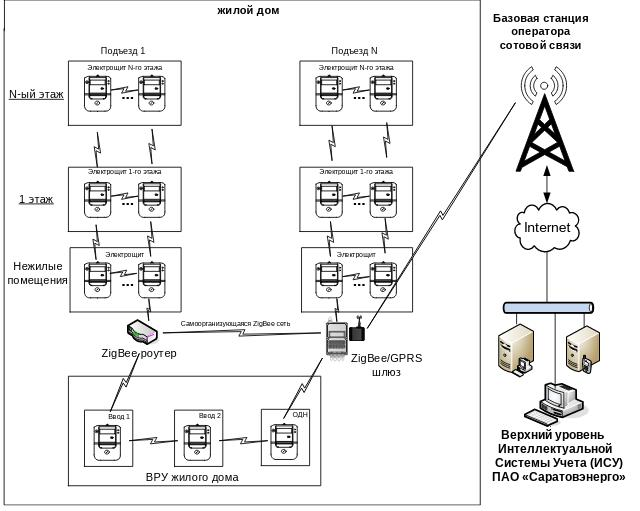 жилой дом
Базовая станция
оператора
сотовой связи
Подъезд 1
Подъезд N
Электрощит N-го этажа
Электрощит N-го этажа
N-ый этаж
...
...
Электрощит 1-го этажа
Электрощит 1-го этажа
1 этаж
...
...
Internet
Электрощит
Электрощит
Нежилые
помещения
...
...
Самоорганизующаяся ZigBee сеть
ZigBee роутер
ZigBee/GPRS
шлюз
Ввод 1
Ввод 2
ОДН
ВРУ жилого дома
Верхний уровень
Интеллектуальной
Системы Учета (ИСУ)
ПАО «Саратовэнерго»